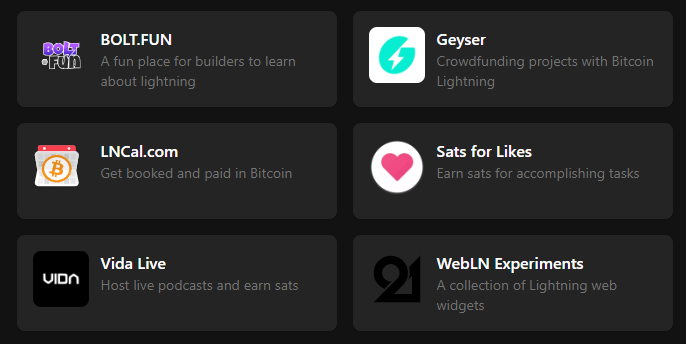 BOLT.FUN
BOLT.FUN
A fun place for builders to learn
about lightning
Geyser
Crowdfunding projects with Bitcoin
Lightning
LNCal.com
Get booked and paid in Bitcoin
Sats for Likes
Earn sats for accomplishing tasks
VIDA
Vida Live
Host live podcasts and earn sats
21
WebLN Experiments
A collection of Lightning web
widgets